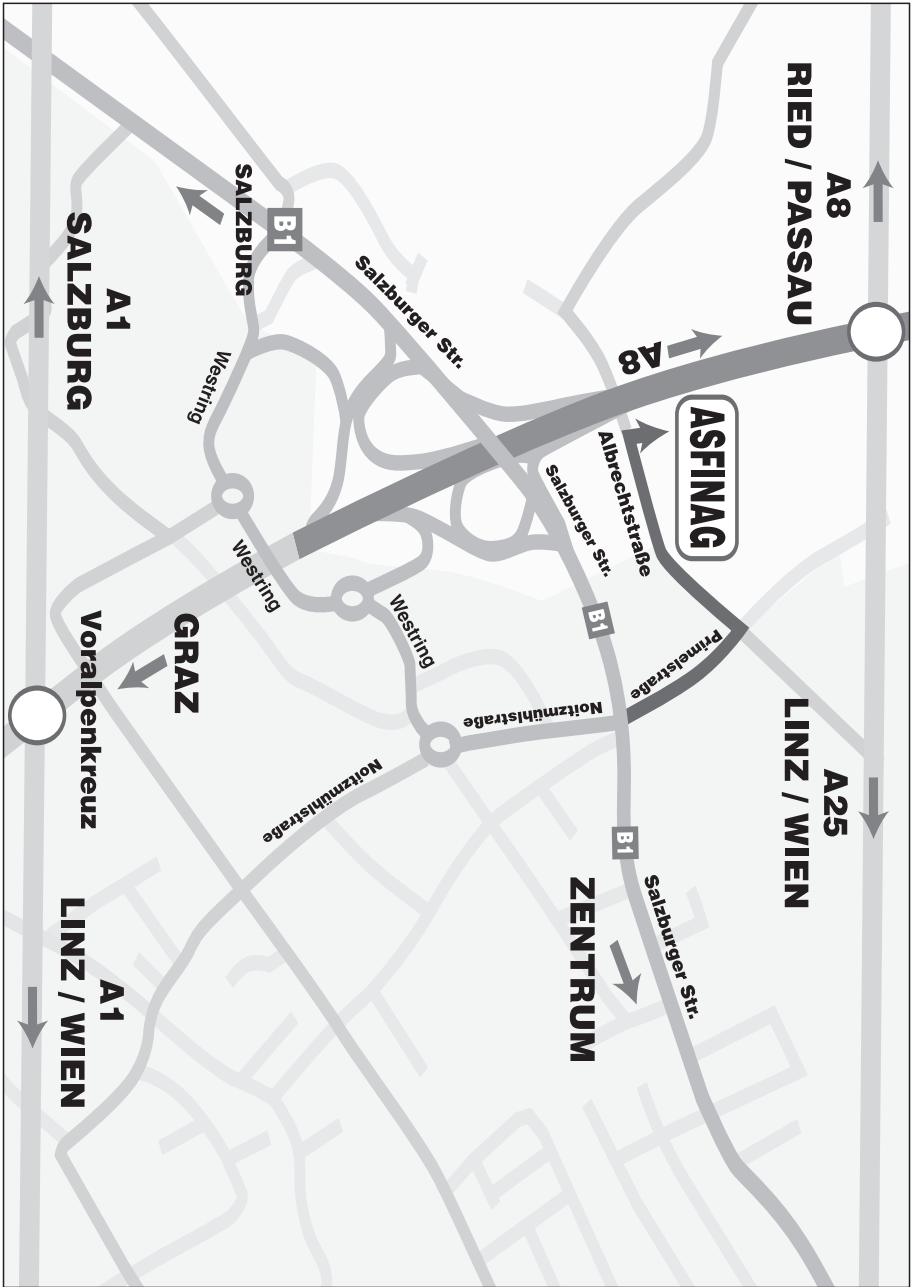 A8
RIED / PASSAU
A25
LINZ / WIEN
ASFINAG
A8
Albrechtstraße
Primelstraße
Salzburger Str.
B1
Salzburger Str.
B1
B1
Salzburger Str.
ZENTRUM
Noitzmühlstraße
Noitzmühlstraße
SALZBURG
Westring
Westring
Westring
GRAZ
Voralpenkreuz
A1
SALZBURG
A1
LINZ / WIEN